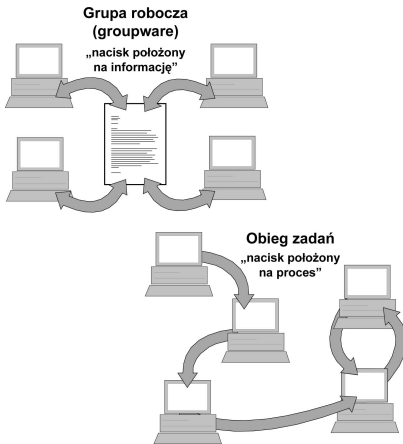 Grupa robocza
(groupware)
„nacisk położony
na informację”
Obieg zadań
„nacisk położony
na proces”